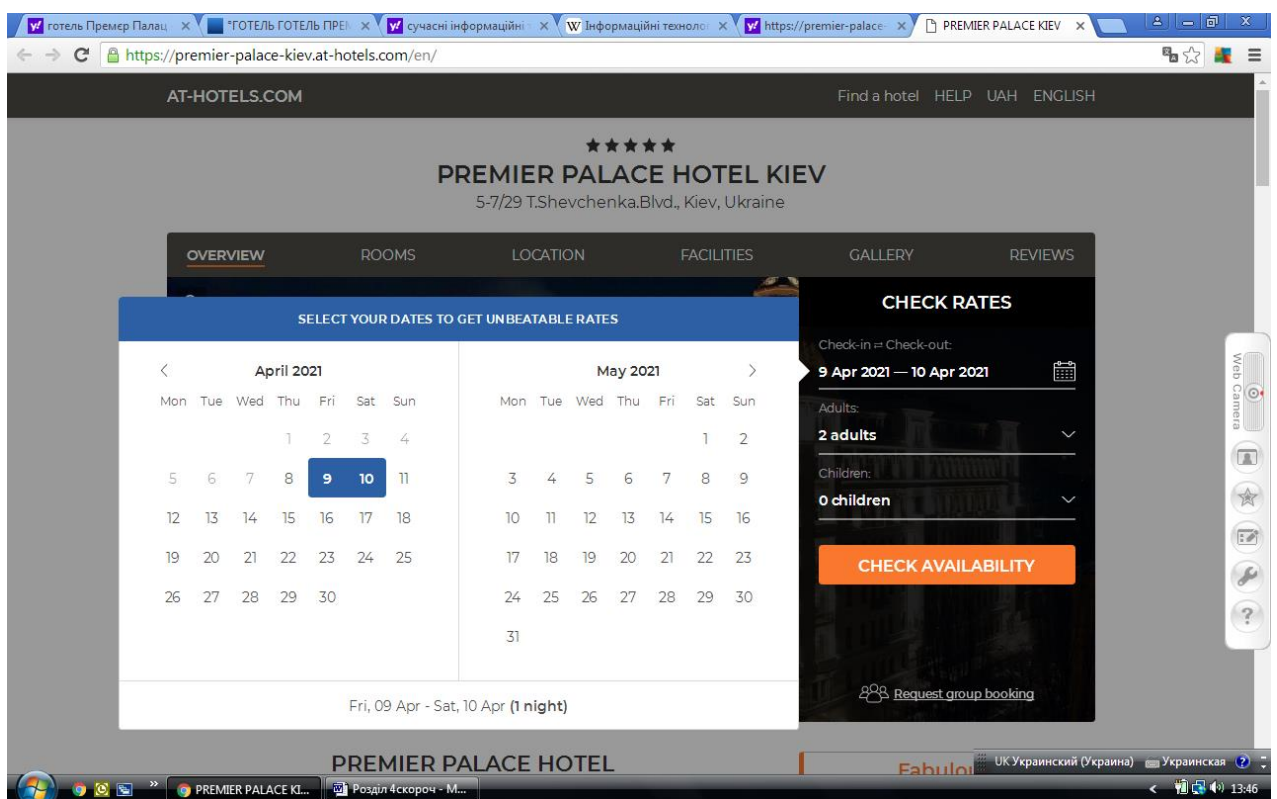 готель Премєр Палац
*ГОТЕЛЬ ГОТЕЛЬ ПРЕМ
сучасні інформаційні т
Інформаційні технолог
https://premier-palace-
PREMIER PALACE KIEV
https://premier-palace-kiev.at-hotels.com/en/
AT-HOTELS.COM
Find a hotel HELP UAH ENGLISH
PREMIER PALACE HOTEL KIEV
5-7/29 T.Shevchenka.Blvd., Kiev, Ukraine
OVERVIEW ROOMS LOCATION FACILITIES GALLERY REVIEWS
SELECT YOUR DATES TO GET UNBEATABLE RATES
April 2021
Mon Tue Wed Thu Fri Sat Sun
1 2 3 4
5 6 7 8 9 10 11
12 13 14 15 16 17 18
19 20 21 22 23 24 25
26 27 28 29 30
May 2021
Mon Tue Wed Thu Fri Sat Sun
1 2
3 4 5 6 7 8 9
10 11 12 13 14 15 16
17 18 19 20 21 22 23
24 25 26 27 28 29 30
31
Fri, 09 Apr - Sat, 10 Apr (1 night)
CHECK RATES
Check-in ⇌ Check-out:
9 Apr 2021 — 10 Apr 2021
Adults:
2 adults
Children:
0 children
CHECK AVAILABILITY
Request group booking
Web Camera
PREMIER PALACE HOTEL
Fabulou
UK Украинский (Украина) Украинская
PREMIER PALACE KI...
Розділ 4скороч - M...
13:46